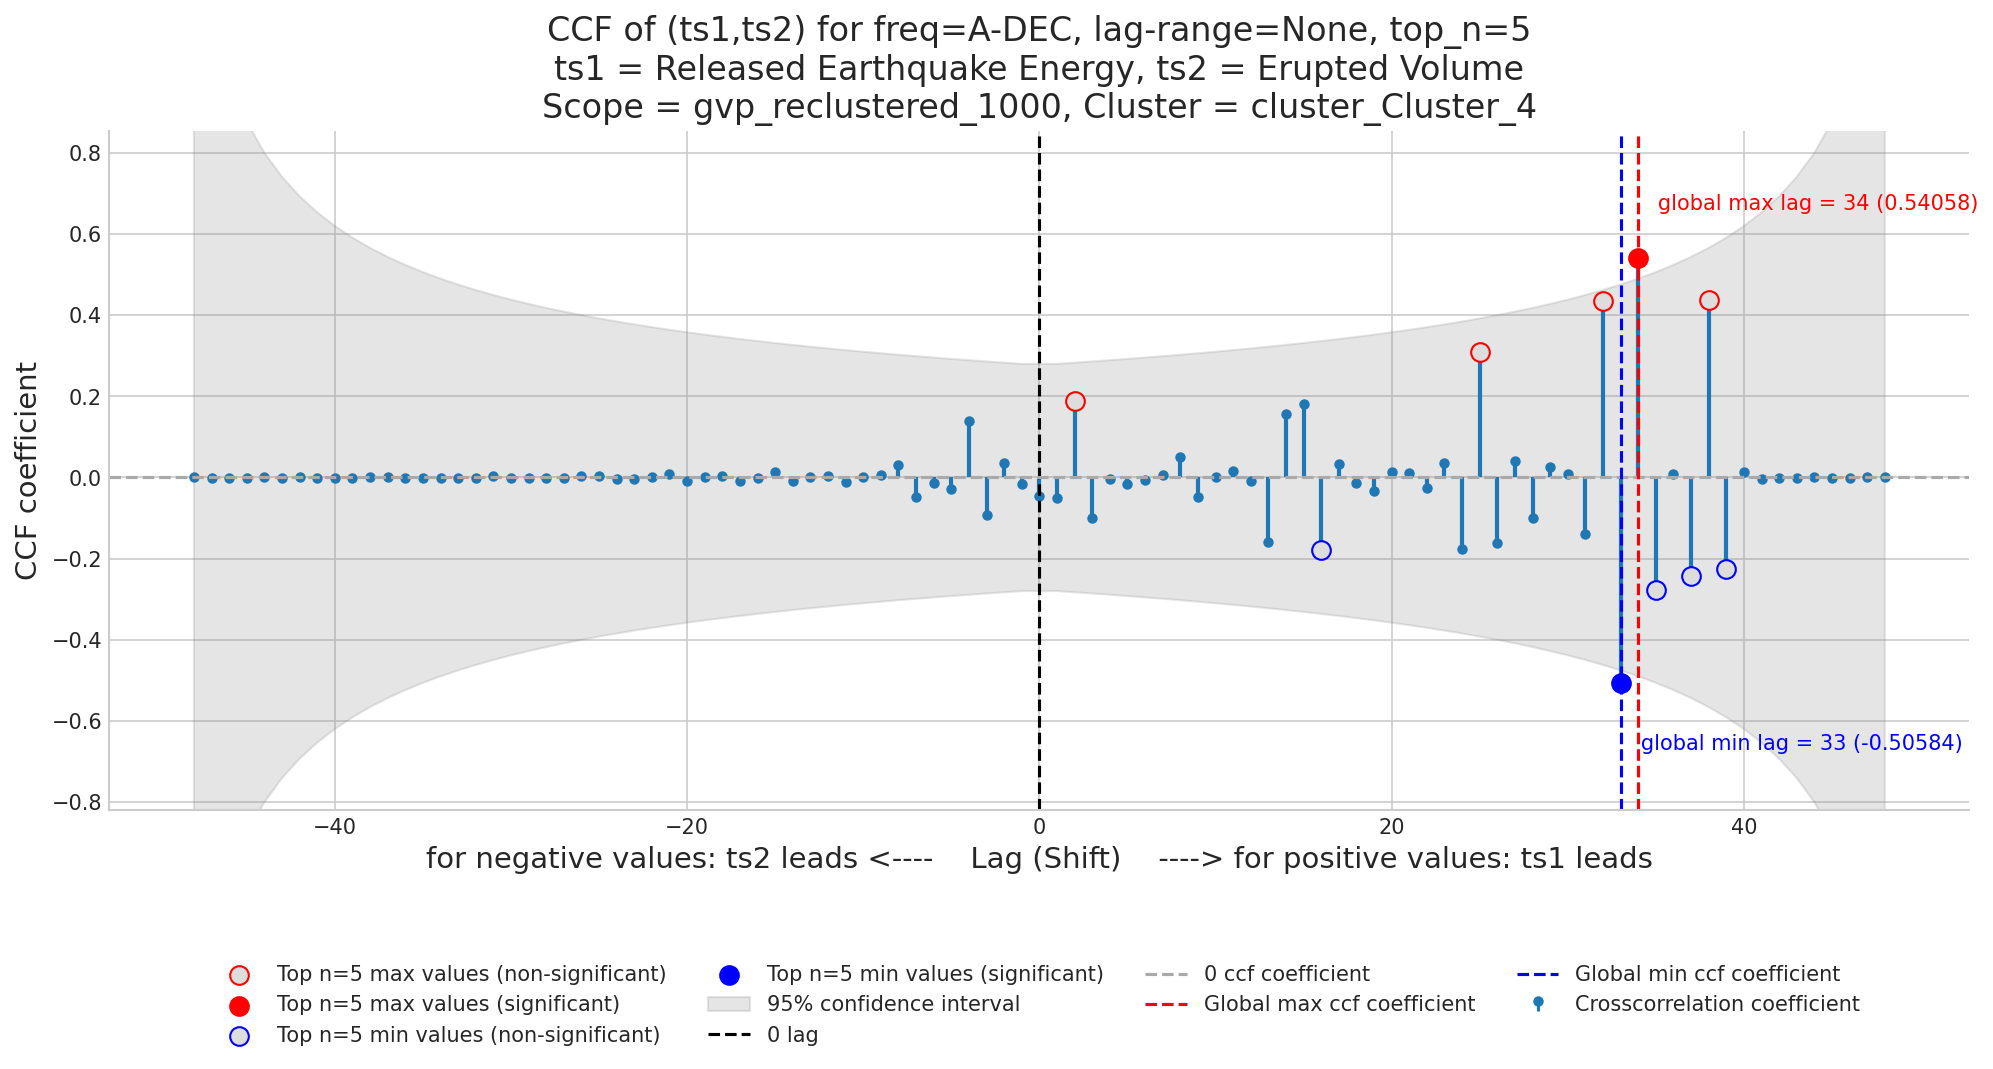 CCF of (ts1,ts2) for freq=A-DEC, lag-range=None, top_n=5
ts1 = Released Earthquake Energy, ts2 = Erupted Volume
Scope = gvp_reclustered_1000, Cluster = cluster_Cluster_4
CCF coefficient
0.8
0.6
0.4
0.2
0.0
−0.2
−0.4
−0.6
−0.8
global max lag = 34 (0.54058)
global min lag = 33 (-0.50584)
−40
−20
0
20
40
for negative values: ts2 leads <---- Lag (Shift) ----> for positive values: ts1 leads
Top n=5 max values (non-significant)
Top n=5 max values (significant)
Top n=5 min values (non-significant)
Top n=5 min values (significant)
95% confidence interval
0 lag
0 ccf coefficient
Global max ccf coefficient
Global min ccf coefficient
Crosscorrelation coefficient